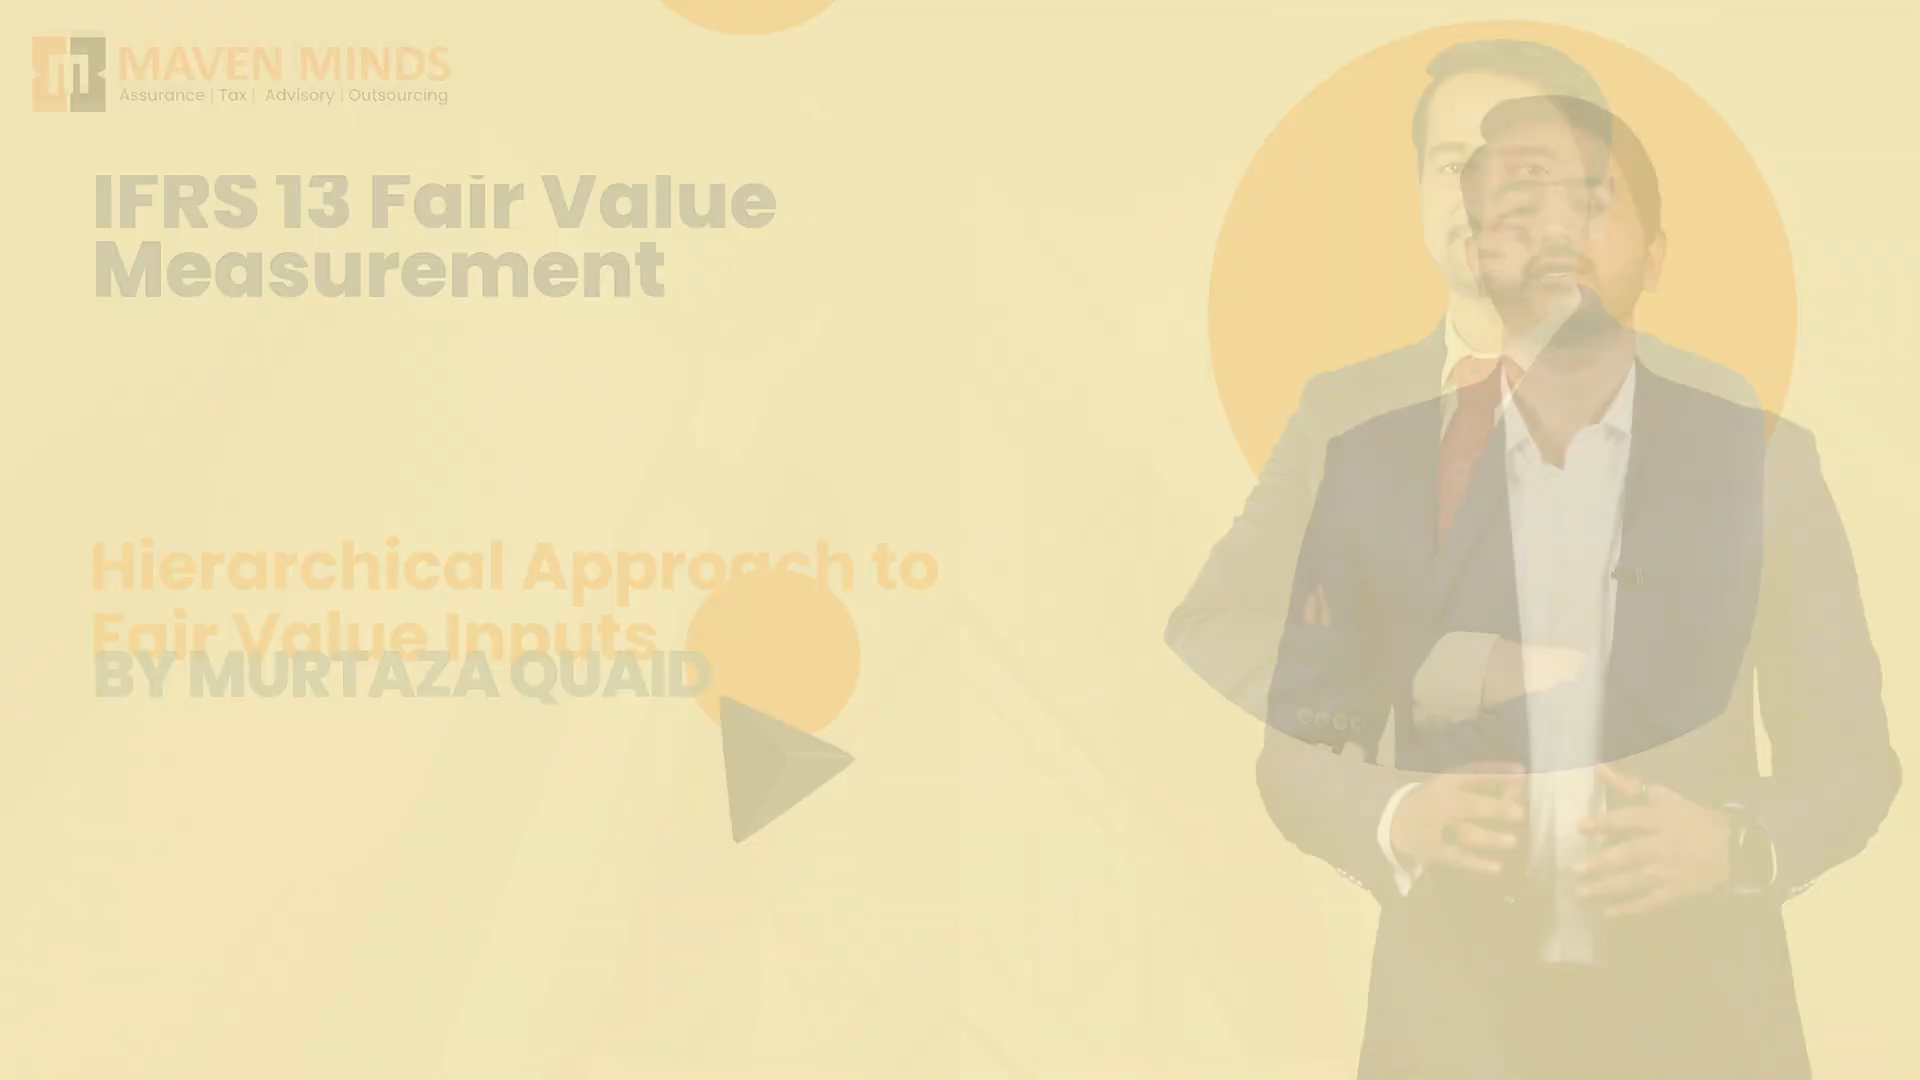 MAVEN MINDS
Assurance | Tax | Advisory | Outsourcing
IFRS 13 Fair Value
Measurement
Hierarchical Approach to
Fair Value Inputs
BY MURTAZA QUAID